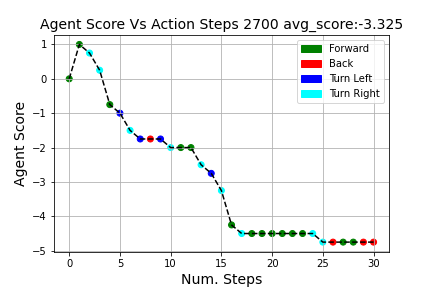 Agent Score Vs Action Steps 2700 avg_score:-3.325
Forward
Back
Turn Left
Turn Right
Agent Score
1
0
−1
−2
−3
−4
−5
0 5 10 15 20 25 30
Num. Steps